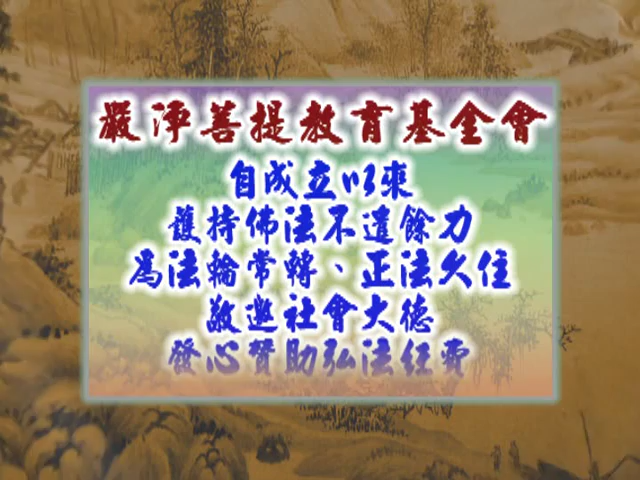 嚴淨菩提教育基金會
自成立以來
護持佛法不遺餘力
為法輪常轉、正法久住
敬邀社會大德
發心贊助弘法經費